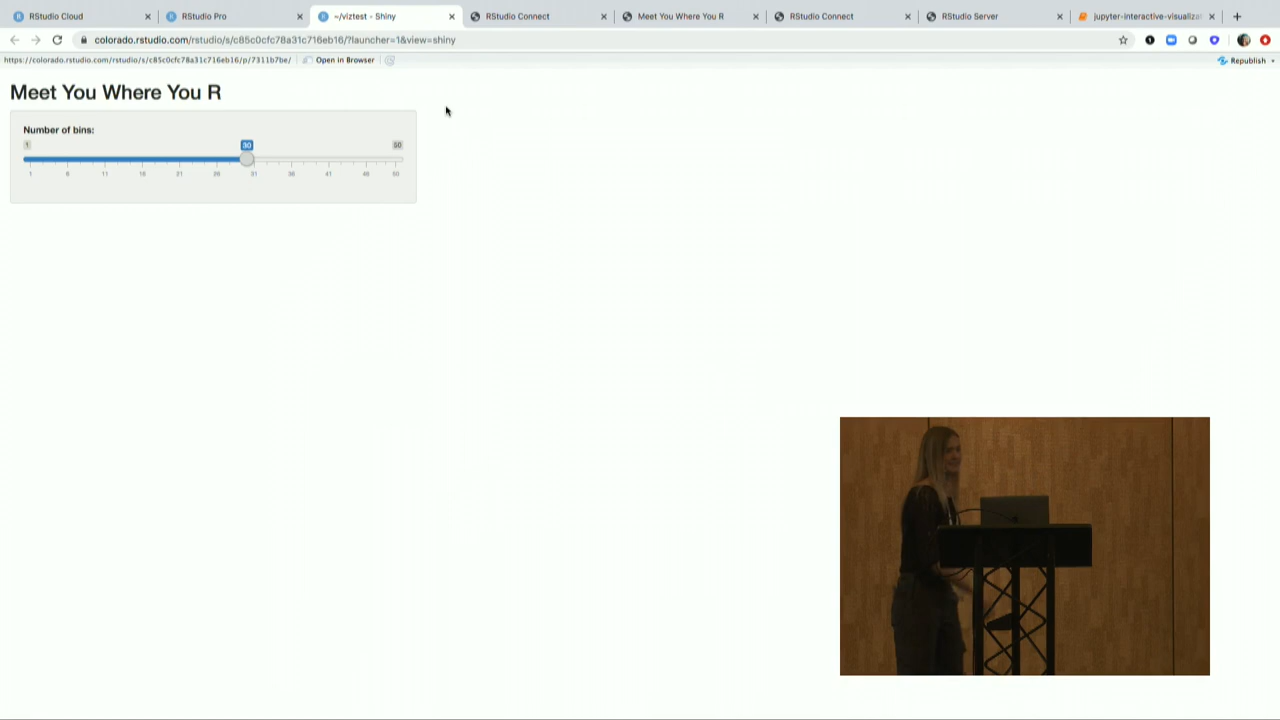 RStudio Cloud
RStudio Pro
~/viztest - Shiny
RStudio Connect
Meet You Where You R
RStudio Connect
RStudio Server
jupyter-interactive-visualiza
colorado.rstudio.com/rstudio/s/c85c0cfc78a31c716eb16/?launcher=1&view=shiny
https://colorado.rstudio.com/rstudio/s/c85c0cfc78a31c716eb16/p/7311b7be/
Open in Browser
Republish
Meet You Where You R
Number of bins:
1 30 50
1 6 11 16 21 26 31 36 41 46 50